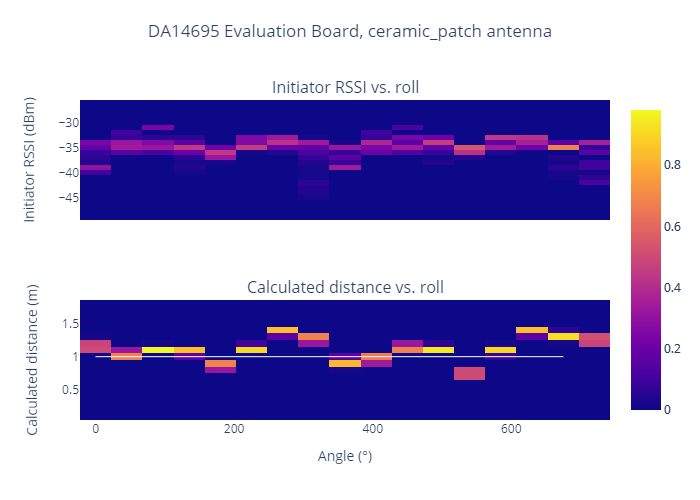 DA14695 Evaluation Board, ceramic_patch antenna
Initiator RSSI vs. roll
Initiator RSSI (dBm)
−30
−35
−40
−45
0.8
0.6
0.4
0.2
0
Calculated distance vs. roll
Calculated distance (m)
1.5
1
0.5
0 200 400 600
Angle (°)